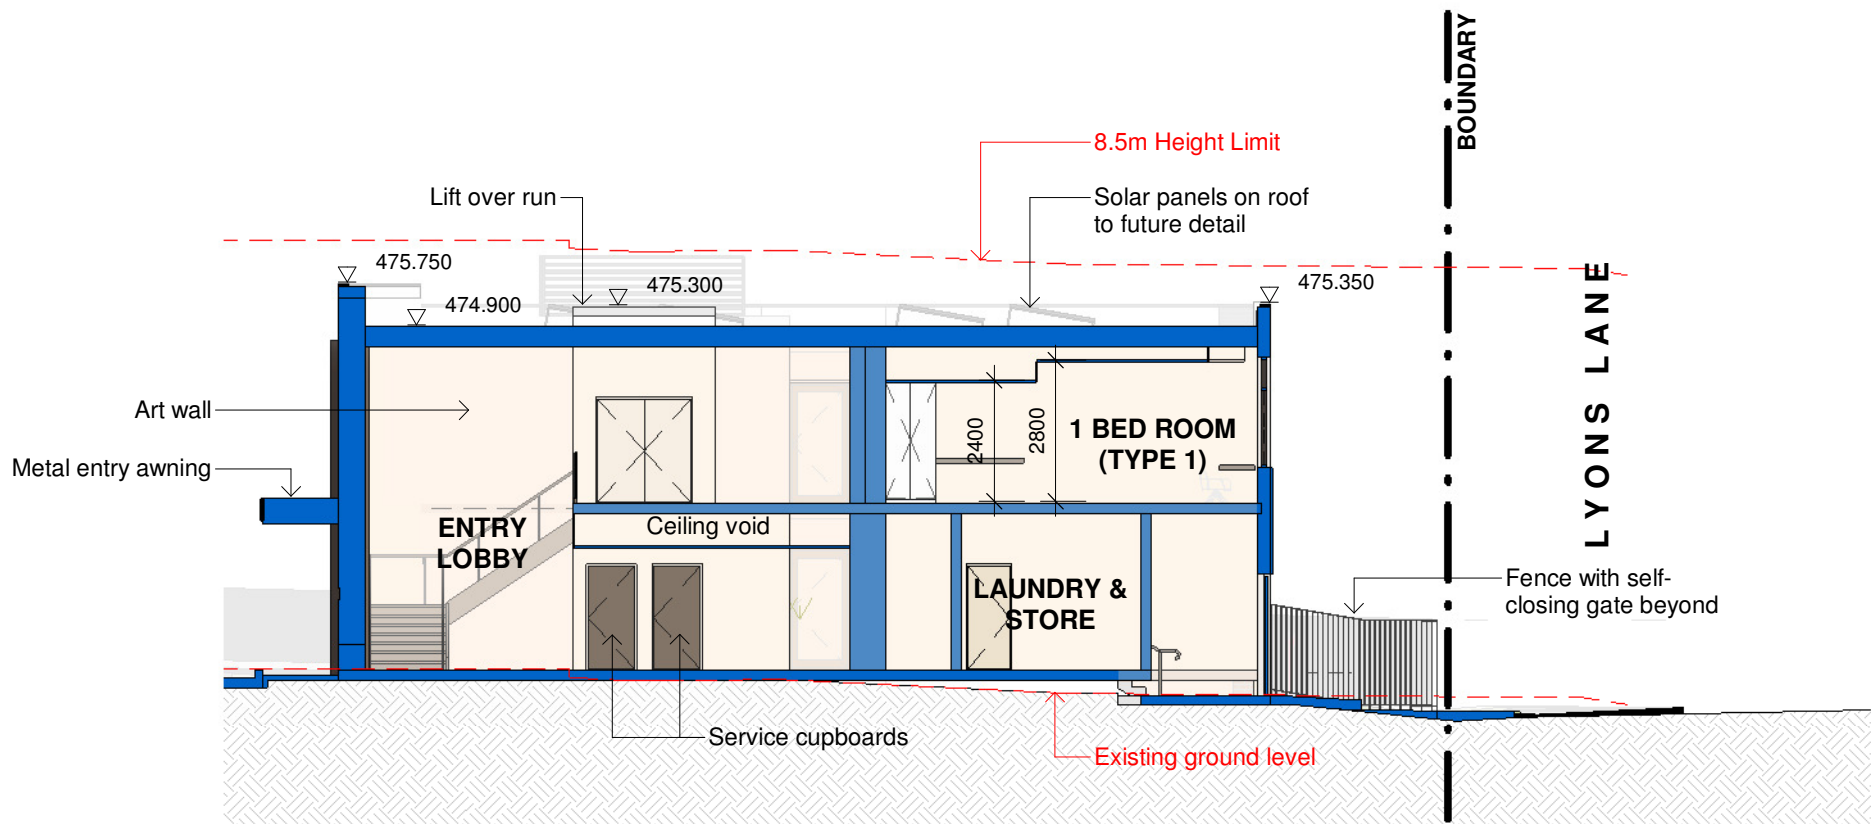 BOUNDARY
8.5m Height Limit
Lift over run
Solar panels on roof
to future detail
475.750
475.300
475.350
474.900
LYONS LANE
Art wall
2400
2800
1 BED ROOM
(TYPE 1)
Metal entry awning
ENTRY
LOBBY
Ceiling void
LAUNDRY &
STORE
Fence with self-
closing gate beyond
Service cupboards
Existing ground level